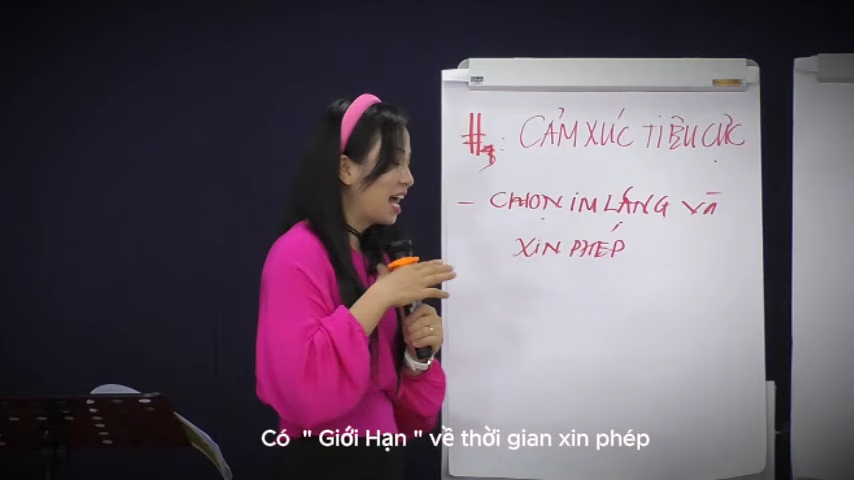 #3: CẢM XÚC TIÊU CỰC
- CHỌN iM LẶNG VÀ
XiN PHÉP
Có " Giới Hạn " về thời gian xin phép